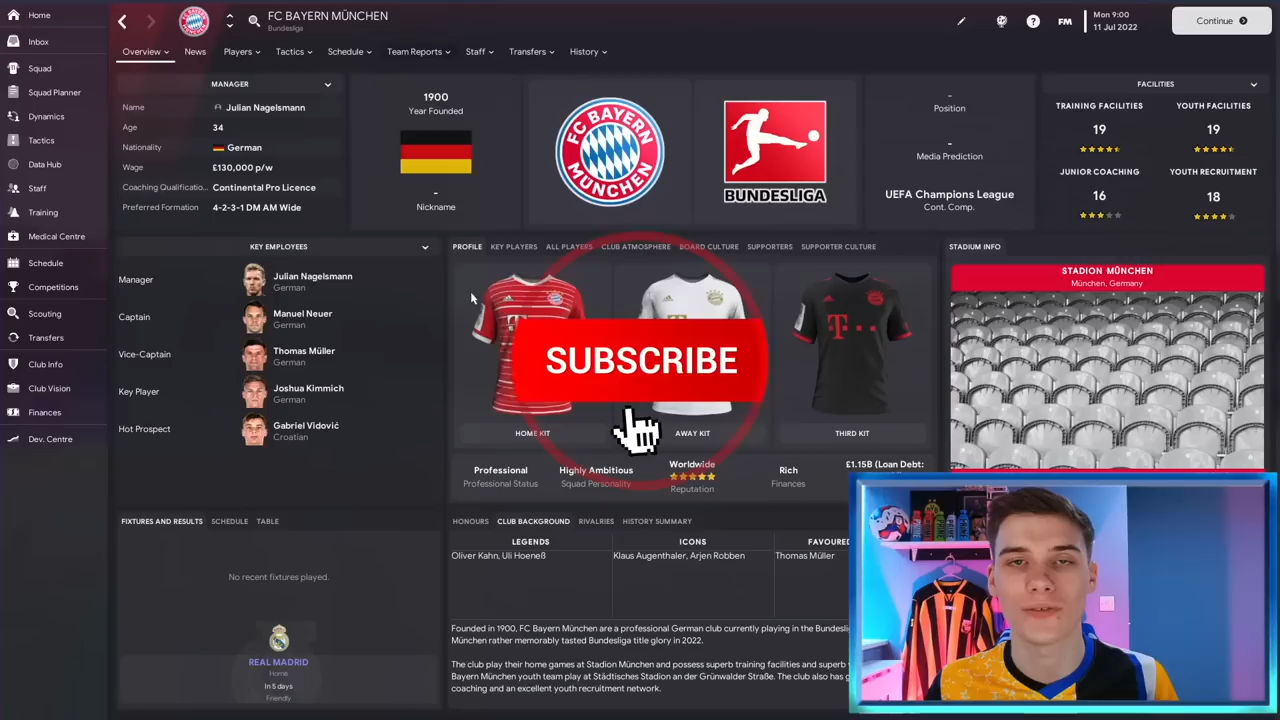 Home
Inbox
Squad
Squad Planner
Dynamics
Tactics
Data Hub
Staff
Training
Medical Centre
Schedule
Competitions
Scouting
Transfers
Club Info
Club Vision
Finances
Dev. Centre
FC BAYERN MÜNCHEN
Bundesliga
FM
Mon 9:00
11 Jul 2022
Continue
Overview
News
Players
Tactics
Schedule
Team Reports
Staff
Transfers
History
MANAGER
Name Julian Nagelsmann
Age 34
Nationality German
Wage £130,000 p/w
Coaching Qualificatio... Continental Pro Licence
Preferred Formation 4-2-3-1 DM AM Wide
1900
Year Founded
-
Nickname
FC BAYERN
MÜNCHEN
BUNDESLIGA
-
Position
-
Media Prediction
UEFA Champions League
Cont. Comp.
FACILITIES
TRAINING FACILITIES YOUTH FACILITIES
19 19
JUNIOR COACHING YOUTH RECRUITMENT
16 18
KEY EMPLOYEES
Manager Julian Nagelsmann
German
Captain Manuel Neuer
German
Vice-Captain Thomas Müller
German
Key Player Joshua Kimmich
German
Hot Prospect Gabriel Vidović
Croatian
PROFILE KEY PLAYERS ALL PLAYERS CLUB ATMOSPHERE BOARD CULTURE SUPPORTERS SUPPORTER CULTURE
SUBSCRIBE
HOME KIT AWAY KIT THIRD KIT
Professional
Professional Status
Highly Ambitious
Squad Personality
Worldwide
Reputation
Rich
Finances
£1.15B (Loan Debt:
STADIUM INFO
STADION MÜNCHEN
München, Germany
FIXTURES AND RESULTS SCHEDULE TABLE
No recent fixtures played.
REAL MADRID
Home
In 5 days
Friendly
HONOURS CLUB BACKGROUND RIVALRIES HISTORY SUMMARY
LEGENDS ICONS FAVOURED
Oliver Kahn, Uli Hoeneß Klaus Augenthaler, Arjen Robben Thomas Müller
Founded in 1900, FC Bayern München are a professional German club currently playing in the Bundesli
München rather memorably tasted Bundesliga title glory in 2022.
The club play their home games at Stadion München and possess superb training facilities and superb
Bayern München youth team play at Städtisches Stadion an der Grünwalder Straße. The club also has g
coaching and an excellent youth recruitment network.